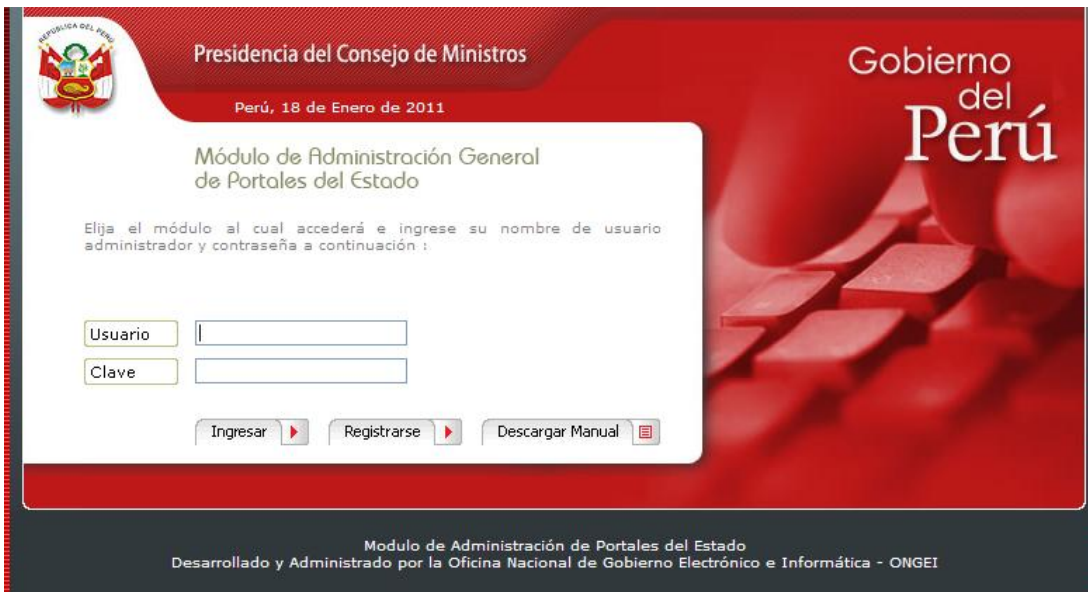 REPUBLICA DEL PERU
Presidencia del Consejo de Ministros
Perú, 18 de Enero de 2011
Gobierno
del
Perú
Módulo de Administración General
de Portales del Estado
Elija el módulo al cual accederá e ingrese su nombre de usuario
administrador y contraseña a continuación :
Usuario
Clave
Ingresar
Registrarse
Descargar Manual
Modulo de Administración de Portales del Estado
Desarrollado y Administrado por la Oficina Nacional de Gobierno Electrónico e Informática - ONGEI